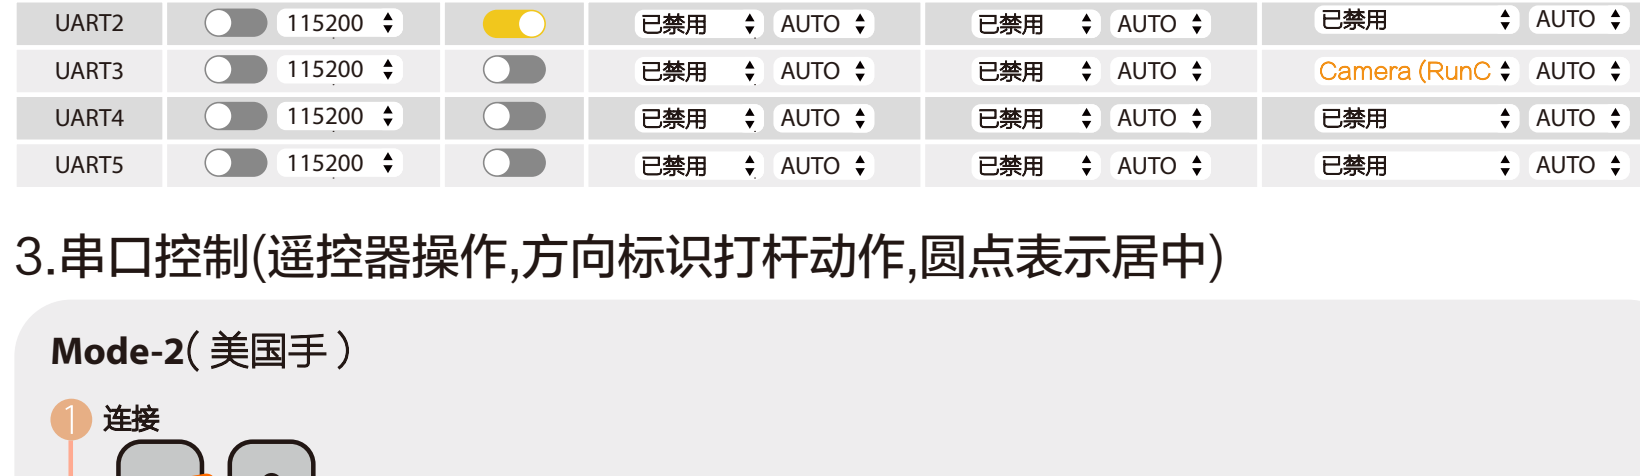 UART2 115200 已禁用 AUTO 已禁用 AUTO 已禁用 AUTO
UART3 115200 已禁用 AUTO 已禁用 AUTO Camera (RunC AUTO
UART4 115200 已禁用 AUTO 已禁用 AUTO 已禁用 AUTO
UART5 115200 已禁用 AUTO 已禁用 AUTO 已禁用 AUTO
3.串口控制(遥控器操作,方向标识打杆动作,圆点表示居中)
Mode-2(美国手)
1 连接